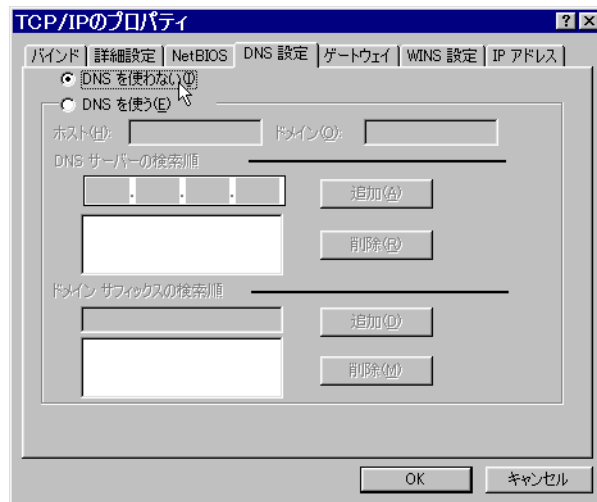 TCP/IPのプロパティ
バインド 詳細設定 NetBIOS DNS 設定 ゲートウェイ WINS 設定 IP アドレス
DNS を使わない(I)
DNS を使う(E)
ホスト(H): ドメイン(O):
DNS サーバーの検索順
. . .
追加(A)
削除(R)
ドメイン サフィックスの検索順
追加(D)
削除(M)
OK キャンセル